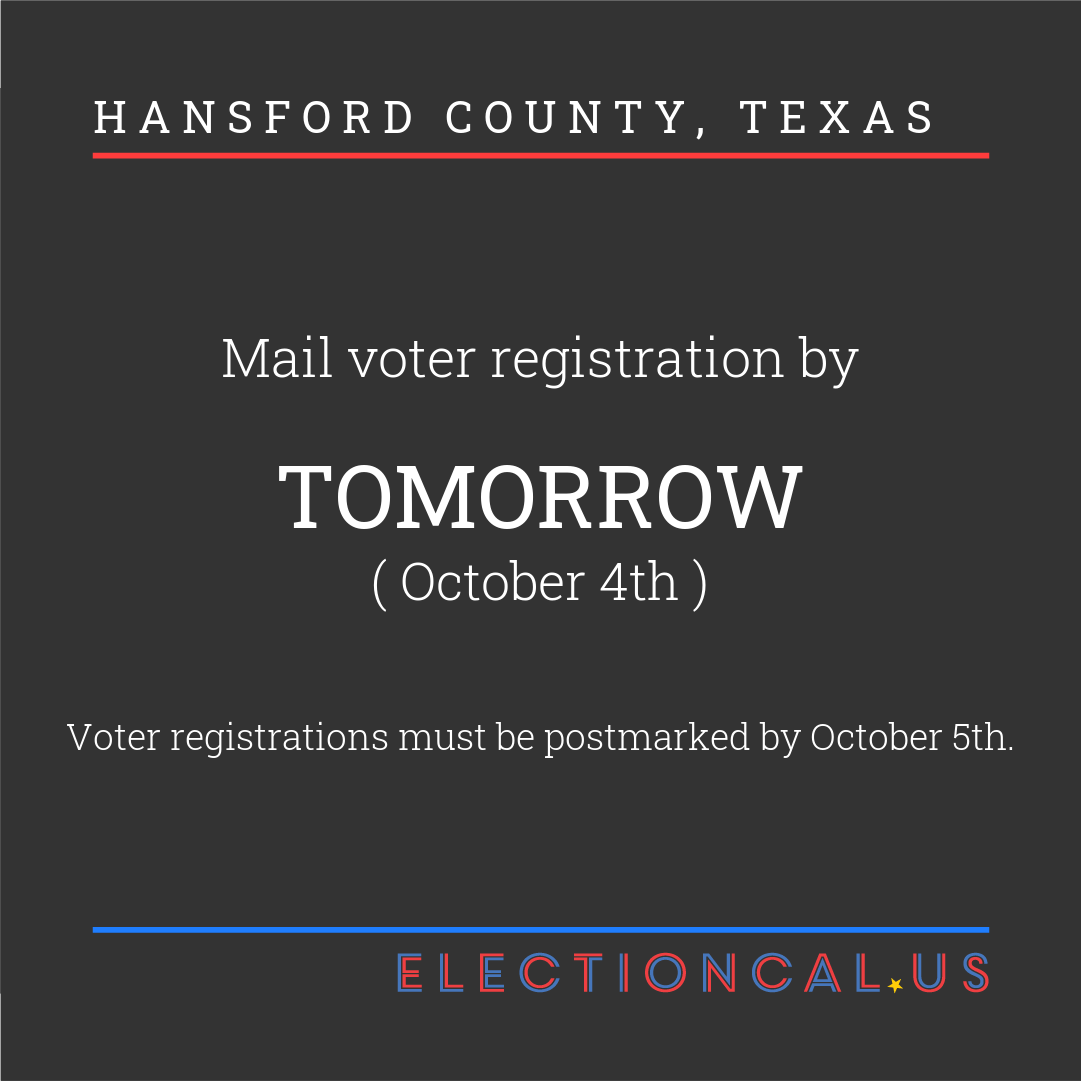 HANSFORD COUNTY, TEXAS
Mail voter registration by
TOMORROW
( October 4th )
Voter registrations must be postmarked by October 5th.
ELECTIONCAL.US